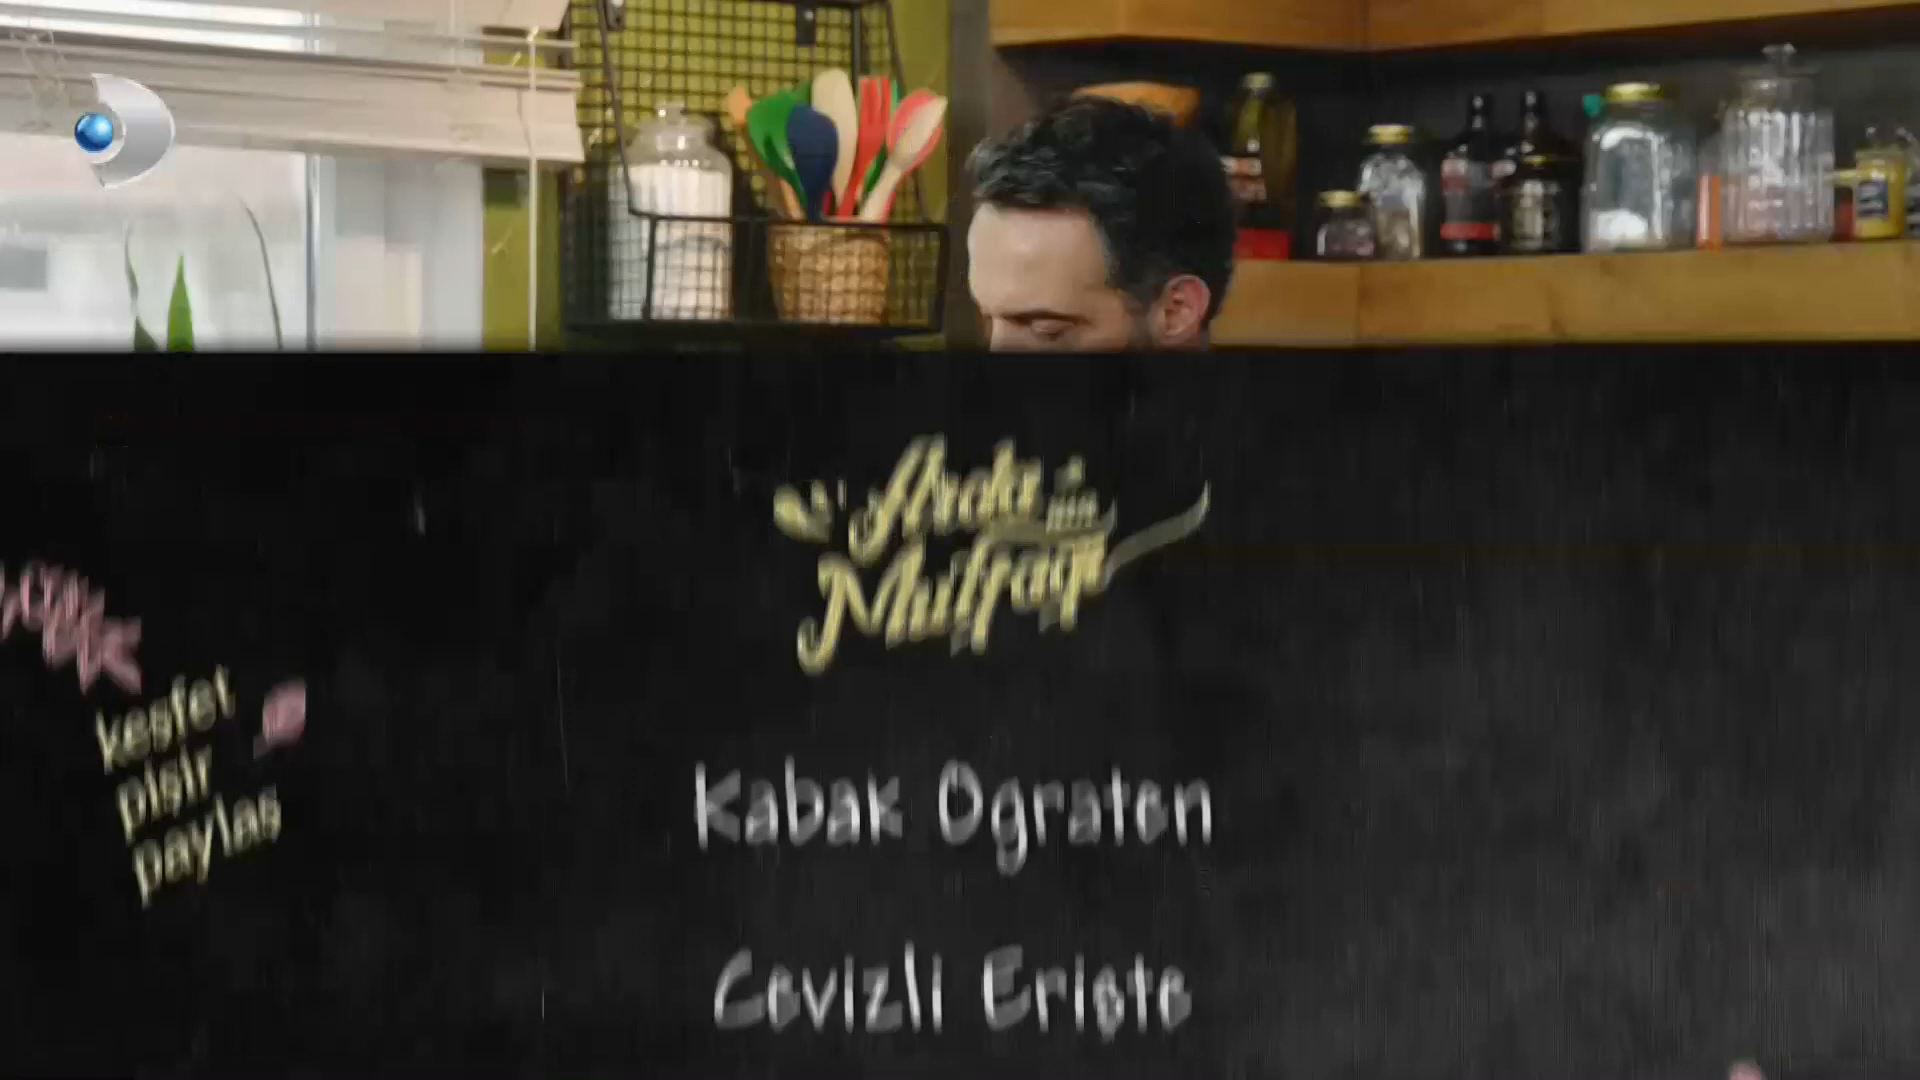 Arda'nın
Mutfağı
keşfet
pişir
paylaş
Kabak Ograten
Cevizli Erişte